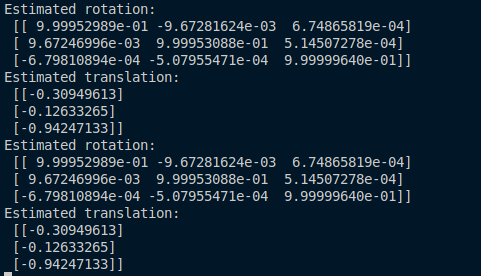 Estimated rotation:
[[ 9.99952989e-01 -9.67281624e-03 6.74865819e-04]
[ 9.67246996e-03 9.99953088e-01 5.14507278e-04]
[-6.79810894e-04 -5.07955471e-04 9.99999640e-01]]
Estimated translation:
[[-0.30949613]
[-0.12633265]
[-0.94247133]]
Estimated rotation:
[[ 9.99952989e-01 -9.67281624e-03 6.74865819e-04]
[ 9.67246996e-03 9.99953088e-01 5.14507278e-04]
[-6.79810894e-04 -5.07955471e-04 9.99999640e-01]]
Estimated translation:
[[-0.30949613]
[-0.12633265]
[-0.94247133]]